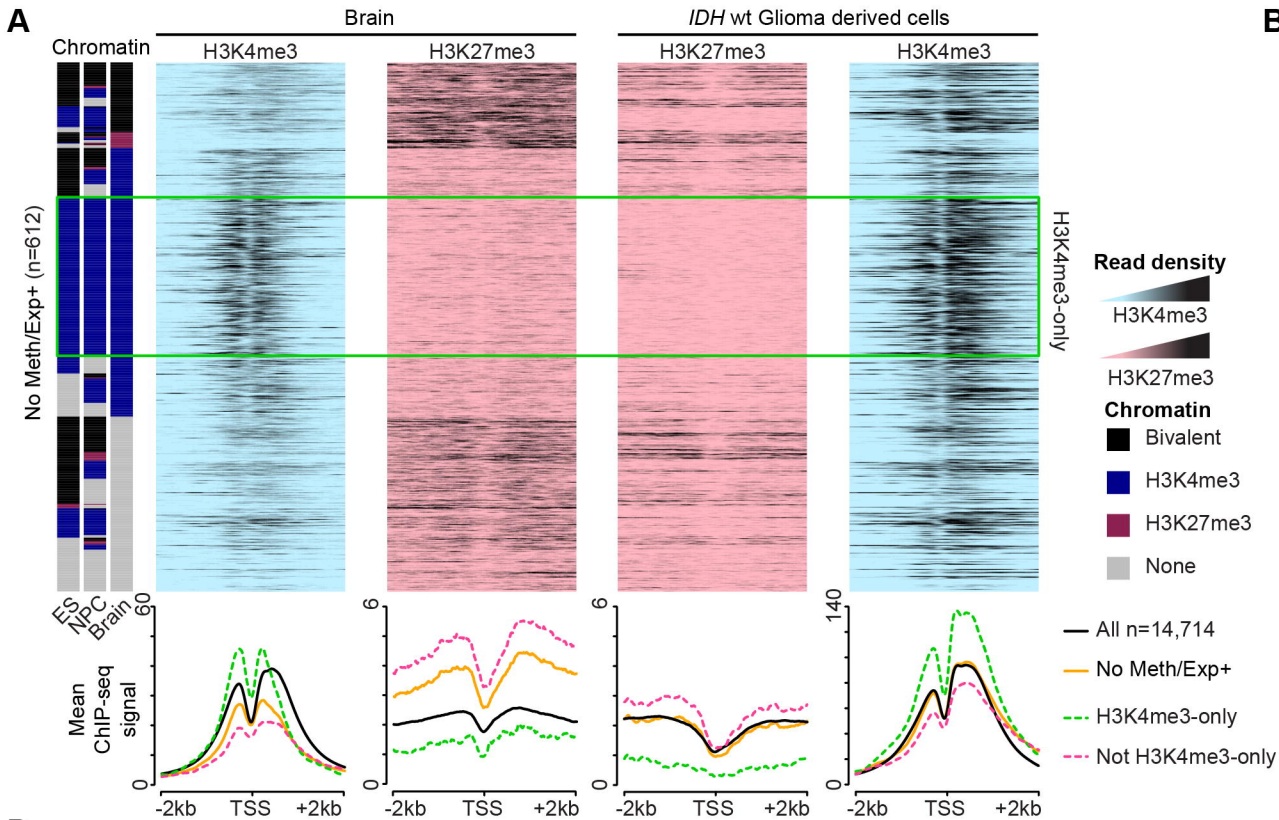 A
B
Brain
IDH wt Glioma derived cells
Chromatin
H3K4me3
H3K27me3
H3K27me3
H3K4me3
No Meth/Exp+ (n=612)
H3K4me3-only
Read density
H3K4me3
H3K27me3
Chromatin
Bivalent
H3K4me3
H3K27me3
None
ES
NPC
Brain
Mean
ChIP-seq
signal
60
0
6
0
6
0
140
0
-2kb TSS +2kb
-2kb TSS +2kb
-2kb TSS +2kb
-2kb TSS +2kb
All n=14,714
No Meth/Exp+
H3K4me3-only
Not H3K4me3-only